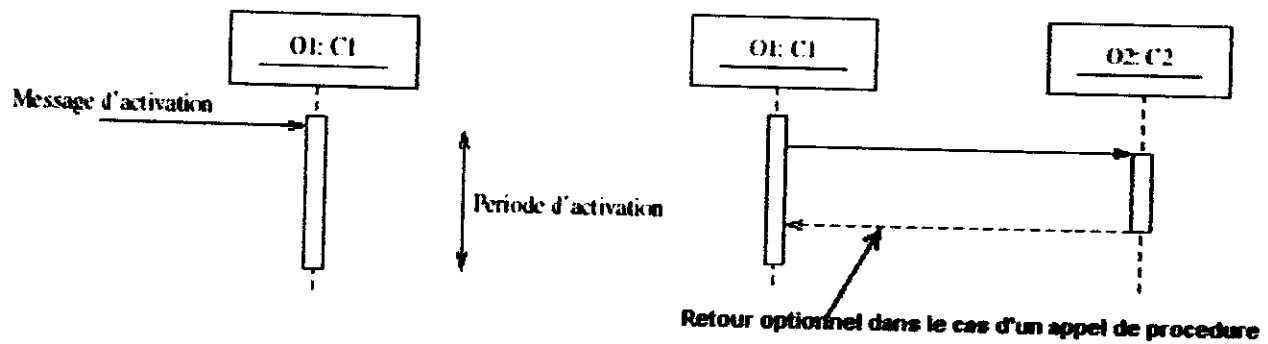 O1: C1
Message d'activation
Periode d'activation
O1: C1
O2: C2
Retour optionnel dans le cas d'un appel de procedure